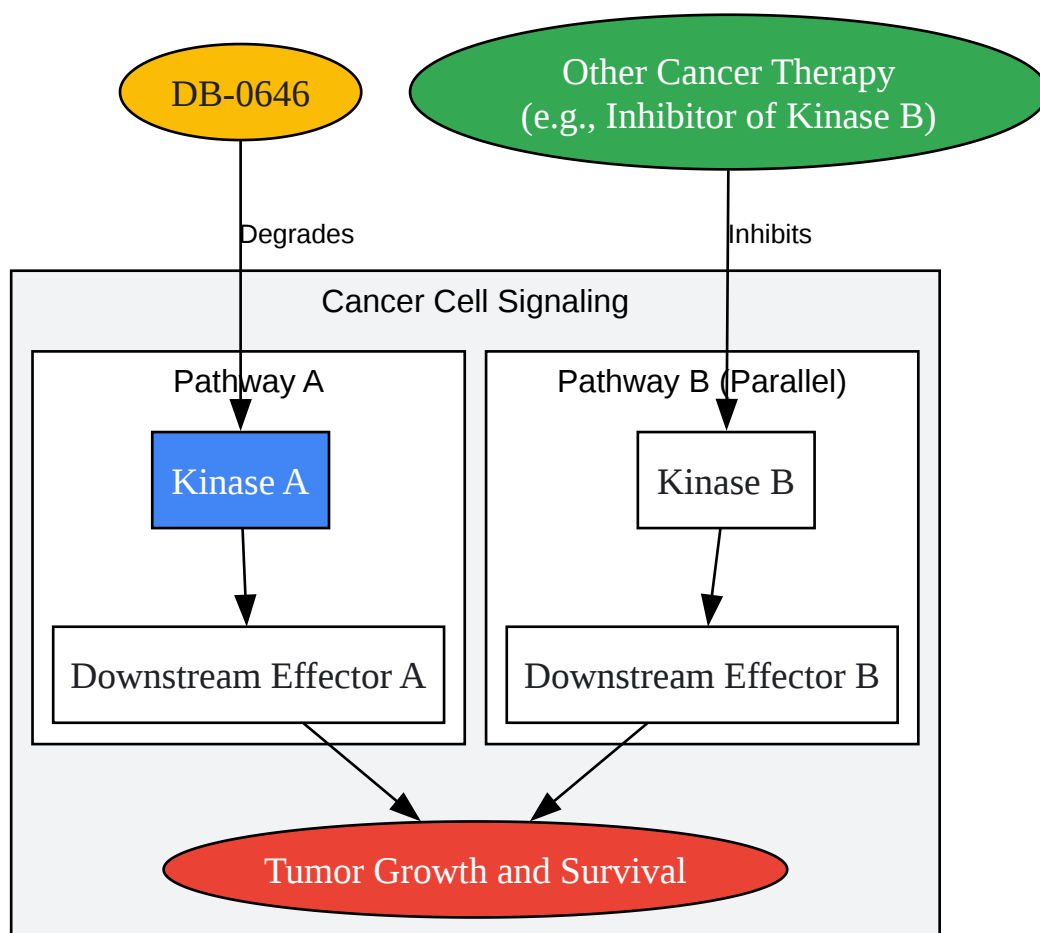 DB-0646
Other Cancer Therapy
(e.g., Inhibitor of Kinase B)
Degrades
Inhibits
Cancer Cell Signaling
Pathway A
Pathway B (Parallel)
Kinase A
Kinase B
Downstream Effector A
Downstream Effector B
Tumor Growth and Survival